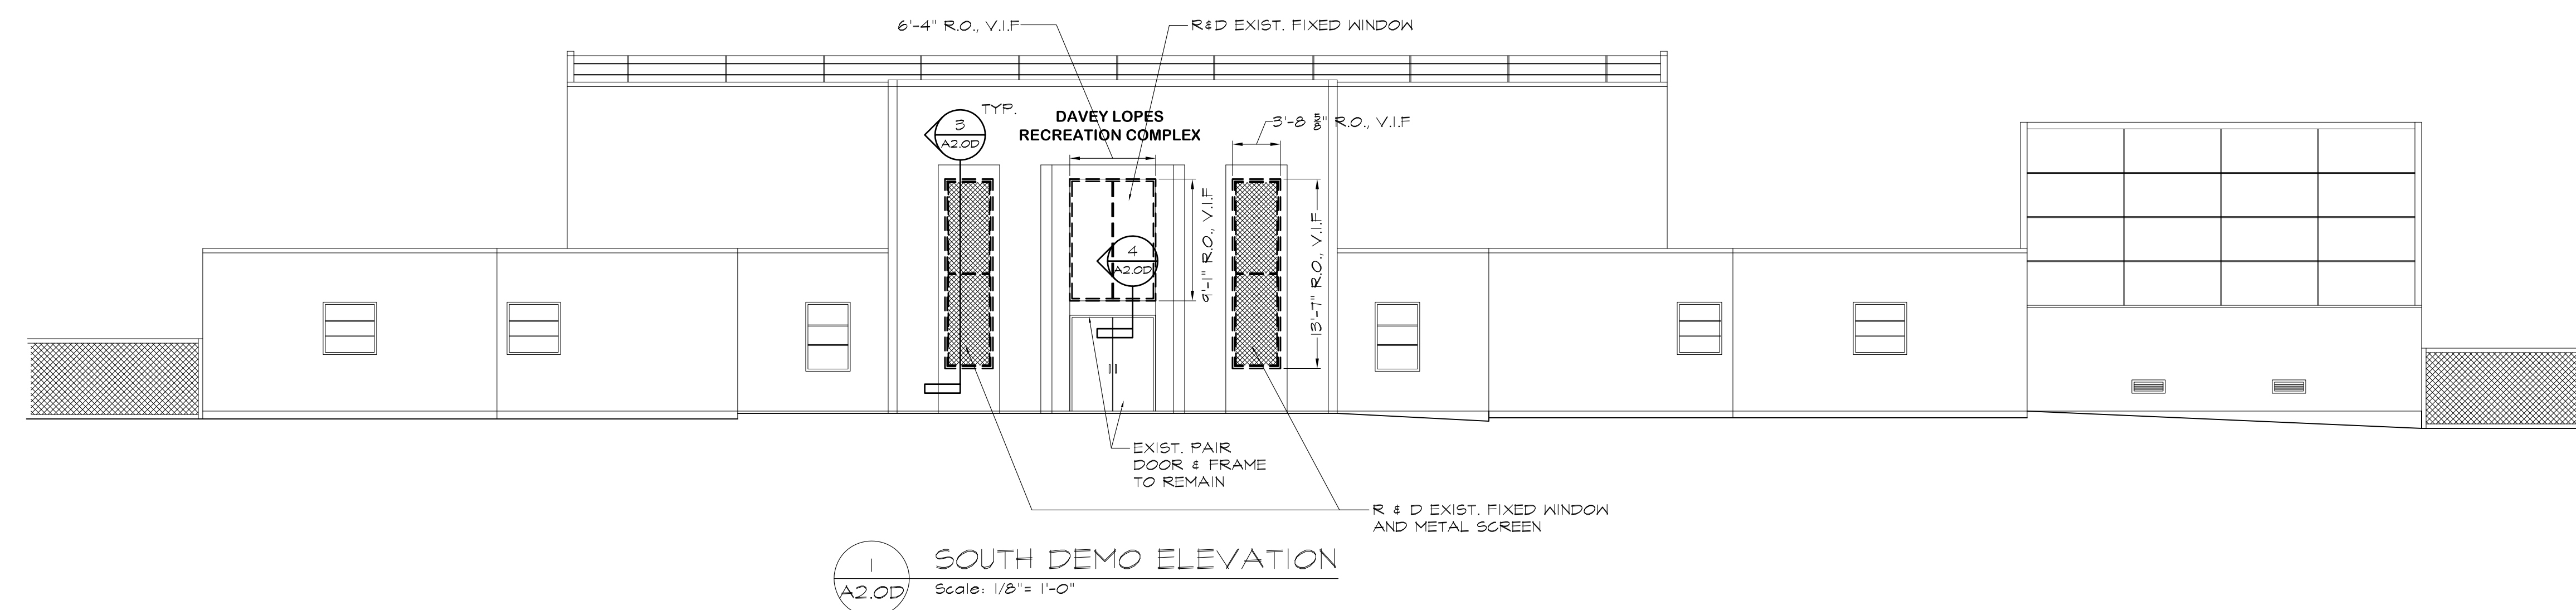 6'-4" R.O., V.I.F
R&D EXIST. FIXED WINDOW
3
A2.0D
TYP.
DAVEY LOPES
RECREATION COMPLEX
3'-8 5/8" R.O., V.I.F
4
A2.0D
9'-1" R.O., V.I.F
13'-7" R.O., V.I.F
EXIST. PAIR
DOOR & FRAME
TO REMAIN
R & D EXIST. FIXED WINDOW
AND METAL SCREEN
1
A2.0D
SOUTH DEMO ELEVATION
Scale: 1/8"= 1'-0"